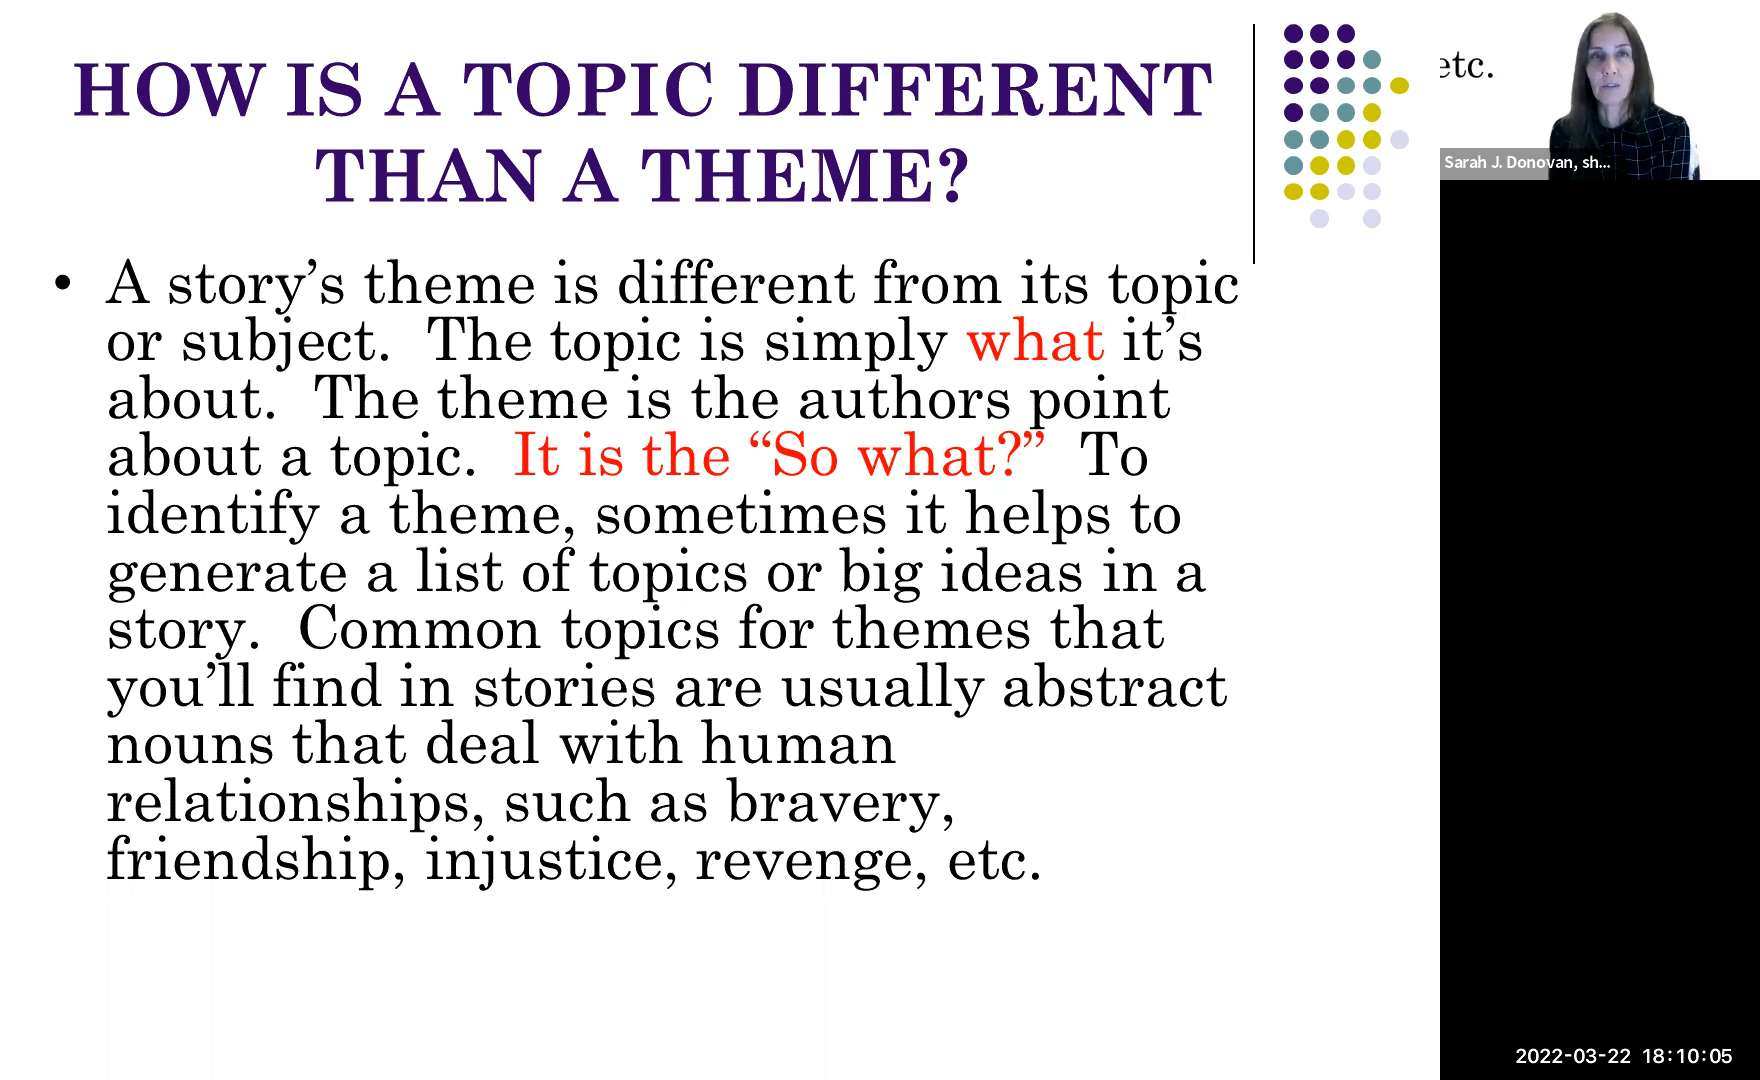 HOW IS A TOPIC DIFFERENT
THAN A THEME?
• A story’s theme is different from its topic
or subject.  The topic is simply what it’s
about.  The theme is the authors point
about a topic.  It is the “So what?”  To
identify a theme, sometimes it helps to
generate a list of topics or big ideas in a
story.  Common topics for themes that
you’ll find in stories are usually abstract
nouns that deal with human
relationships, such as bravery,
friendship, injustice, revenge, etc.
etc.
Sarah J. Donovan, sh...
2022-03-22 18:10:05